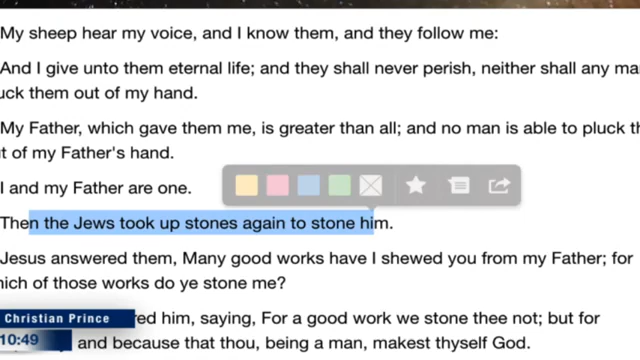 My sheep hear my voice, and I know them, and they follow me:
And I give unto them eternal life; and they shall never perish, neither shall any ma
uck them out of my hand.
My Father, which gave them me, is greater than all; and no man is able to pluck th
t of my Father's hand.
I and my Father are one.
Then the Jews took up stones again to stone him.
Jesus answered them, Many good works have I shewed you from my Father; for
hich of those works do ye stone me?
Christian Prince
red him, saying, For a good work we stone thee not; but for
10:49
and because that thou, being a man, makest thyself God.